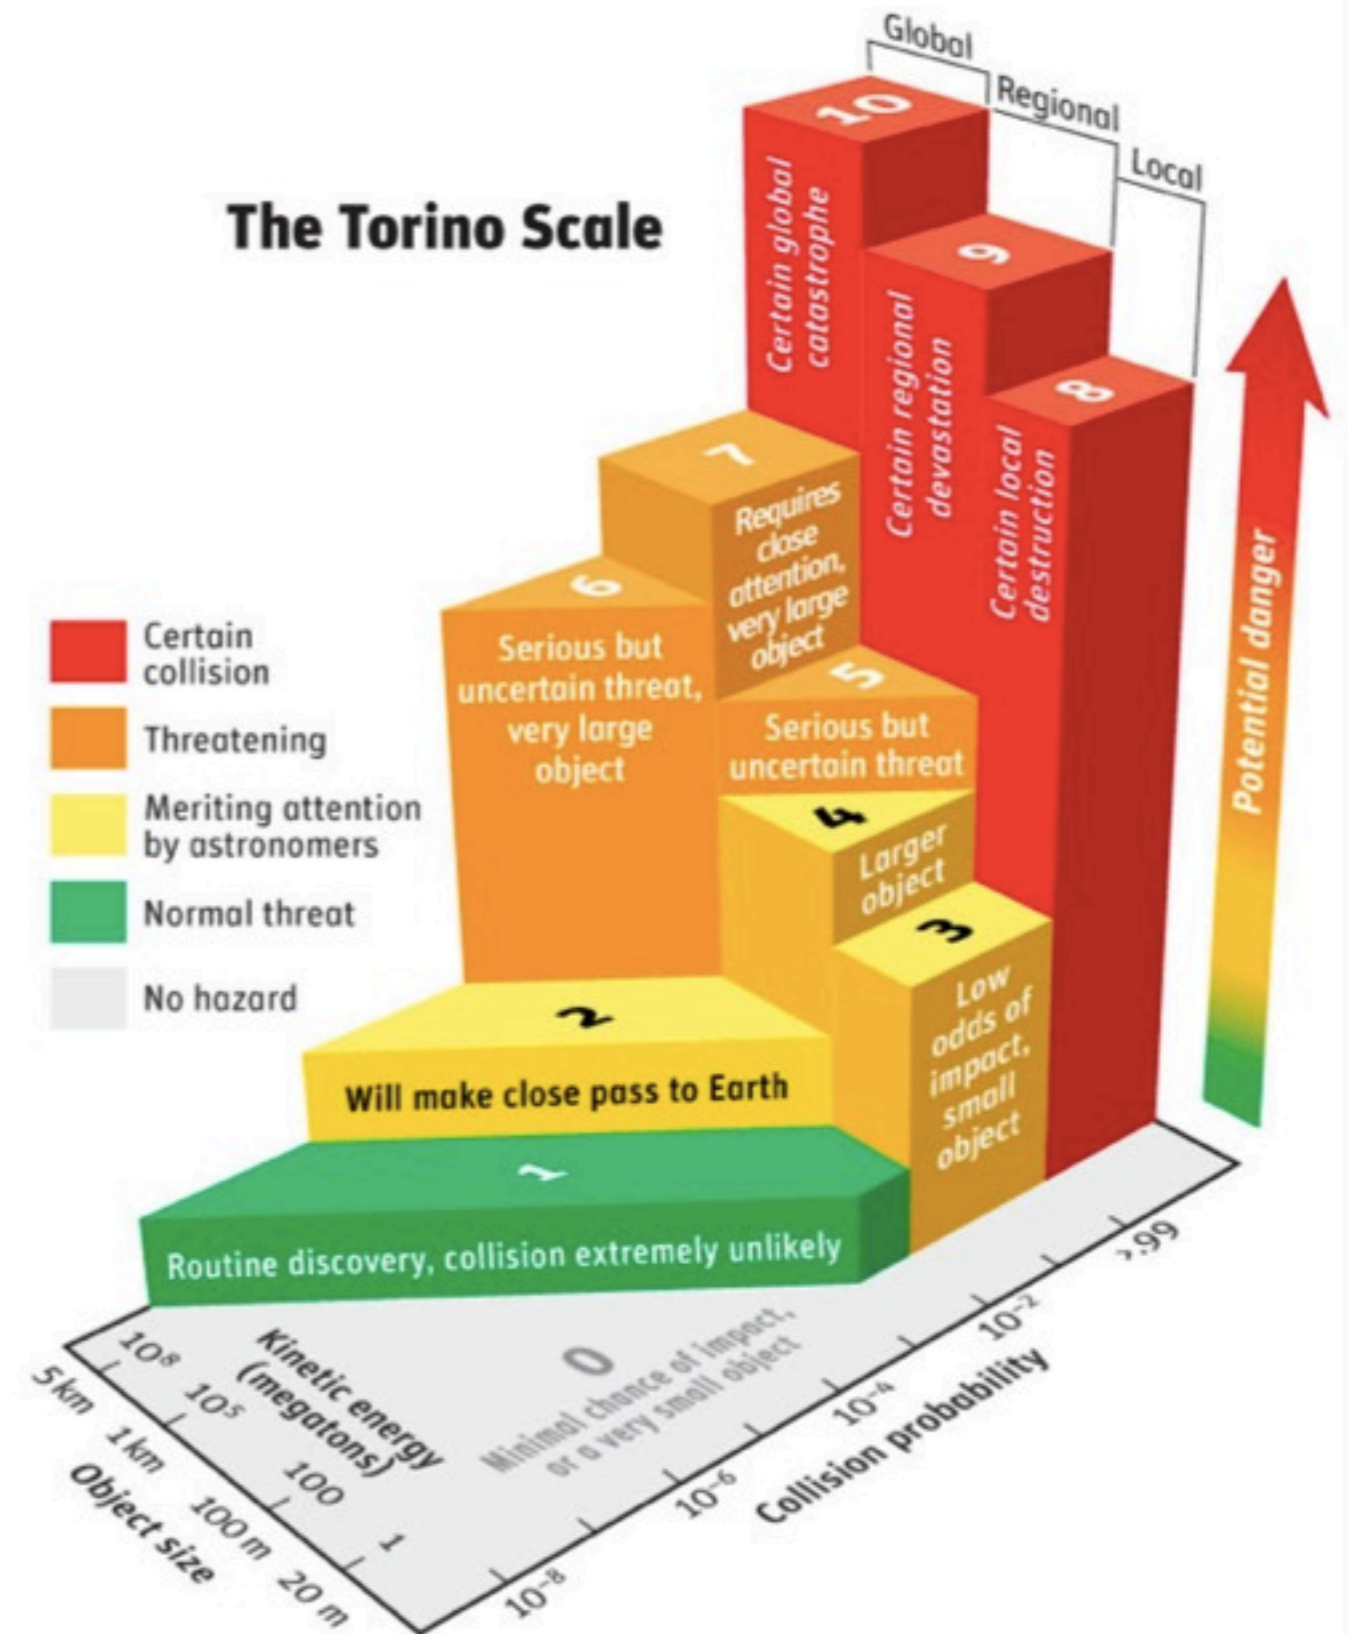 Global
Regional
Local
The Torino Scale
10
Certain global
catastrophe
9
Certain regional
devastation
8
Certain local
destruction
7
Requires
close
attention,
very large
object
6
Serious but
uncertain threat,
very large
object
5
Serious but
uncertain threat
4
Larger
object
3
Low
odds of
impact,
small
object
2
Will make close pass to Earth
1
Routine discovery, collision extremely unlikely
0
Minimal chance of impact,
or a very small object
Potential danger
Certain
collision
Threatening
Meriting attention
by astronomers
Normal threat
No hazard
Kinetic energy
(megatons)
10⁸
10⁵
100
1
5 km
1 km
100 m
20 m
Object size
10⁻⁸
10⁻⁶
10⁻⁴
10⁻²
>.99
Collision probability